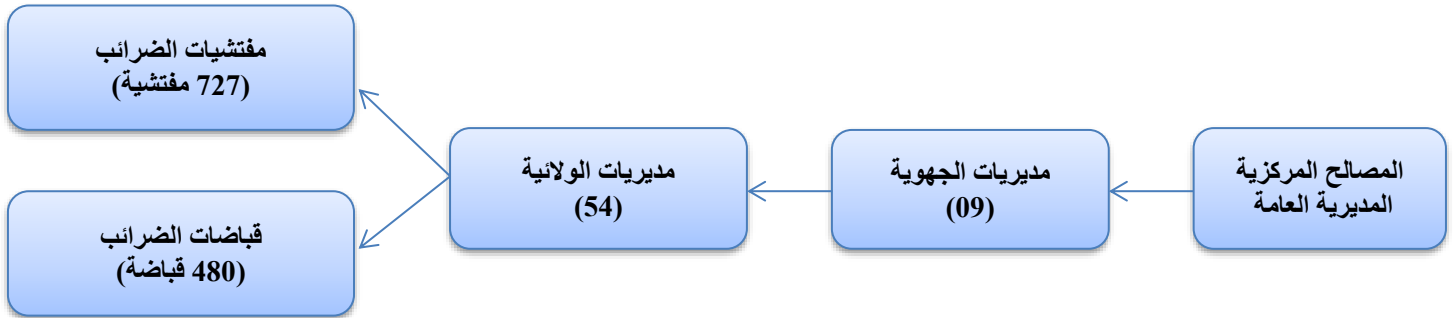 المصالح المركزية
المديرية العامة
مديريات الجهوية
(09)
مديريات الولائية
(54)
مفتشيات الضرائب
(727 مفتشية)
قباضات الضرائب
(480 قباضة)